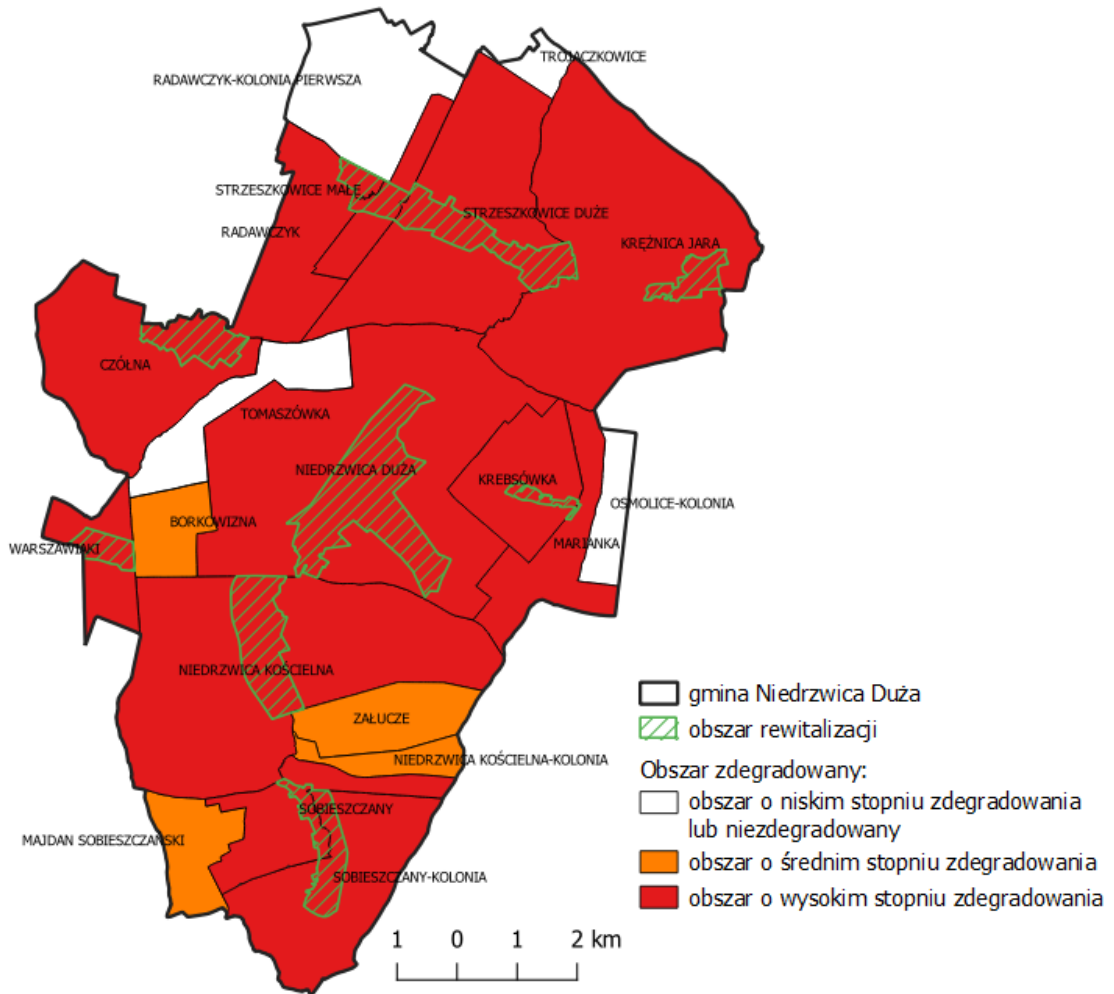 TROJACZKOWICE
RADAWCZYK-KOLONIA PIERWSZA
STRZESZKOWICE MAŁE
STRZESZKOWICE DUŻE
RADAWCZYK
KRĘŻNICA JARA
CZÓŁNA
TOMASZÓWKA
NIEDRZWICA DUŻA
KREBSÓWKA
OSMOLICE-KOLONIA
BORKOWIZNA
MARIANKA
WARSZAWIAKI
NIEDRZWICA KOŚCIELNA
ZAŁUCZE
NIEDRZWICA KOŚCIELNA-KOLONIA
SOBIESZCZANY
MAJDAN SOBIESZCZAŃSKI
SOBIESZCZANY-KOLONIA
gmina Niedrzwica Duża
obszar rewitalizacji
Obszar zdegradowany:
obszar o niskim stopniu zdegradowania
lub niezdegradowany
obszar o średnim stopniu zdegradowania
obszar o wysokim stopniu zdegradowania
1 0 1 2 km